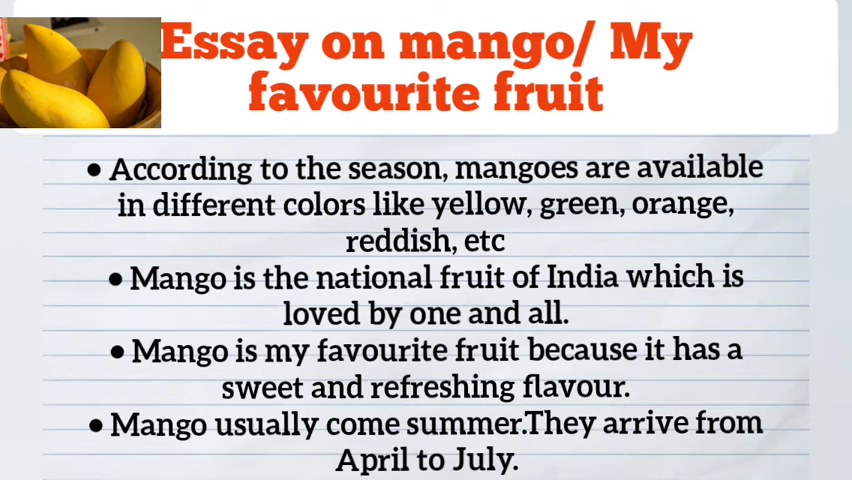 Essay on mango/ My
favourite fruit
• According to the season, mangoes are available
in different colors like yellow, green, orange,
reddish, etc
• Mango is the national fruit of India which is
loved by one and all.
• Mango is my favourite fruit because it has a
sweet and refreshing flavour.
• Mango usually come summer.They arrive from
April to July.